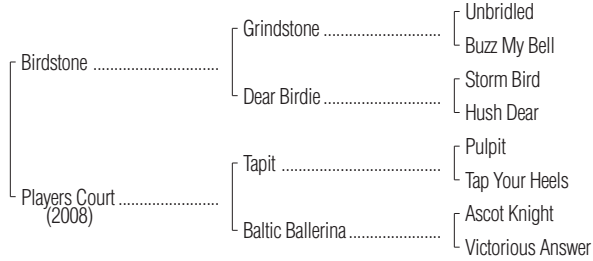 Unbridled
Grindstone ................................
Buzz My Bell
Birdstone ..............................
Storm Bird
Dear Birdie ..............................
Hush Dear
Pulpit
Tapit ..........................................
Tap Your Heels
Players Court ........................
(2008)
Ascot Knight
Baltic Ballerina ........................
Victorious Answer